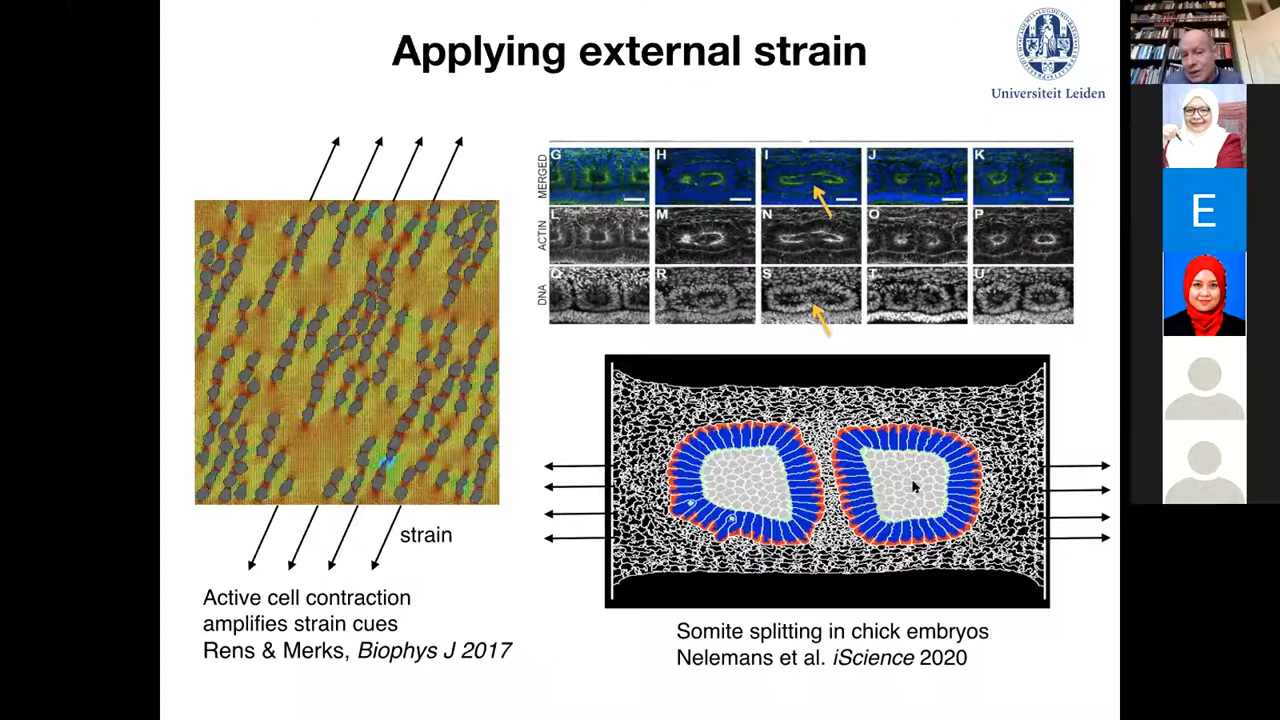 Applying external strain
Universiteit Leiden
MERGED
G
H
I
J
K
ACTIN
L
M
N
O
P
DNA
Q
R
S
T
U
E
strain
Active cell contraction
amplifies strain cues
Rens & Merks, Biophys J 2017
Somite splitting in chick embryos
Nelemans et al. iScience 2020